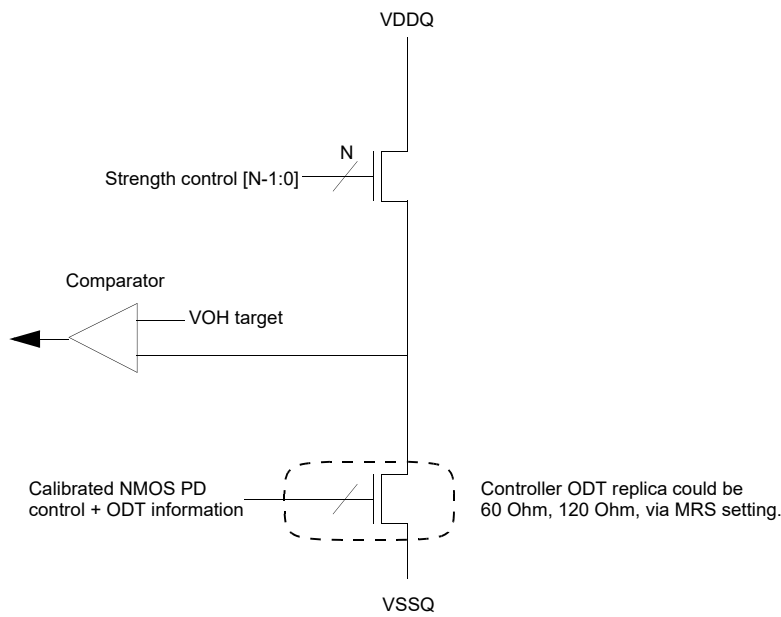 VDDQ
N
Strength control [N-1:0]
Comparator
VOH target
Calibrated NMOS PD
control + ODT information
Controller ODT replica could be
60 Ohm, 120 Ohm, via MRS setting.
VSSQ